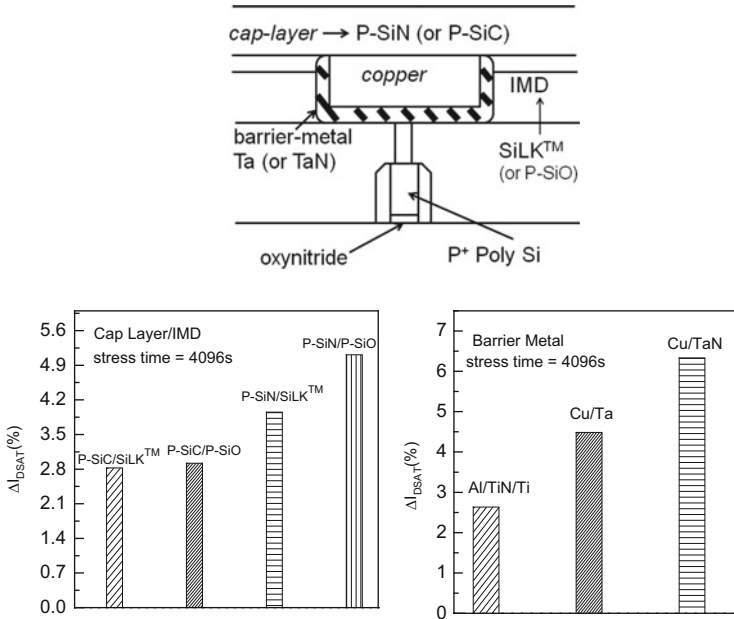 cap-layer → P-SiN (or P-SiC)
copper
IMD
barrier-metal
Ta (or TaN)
SiLK™
(or P-SiO)
oxynitride
P⁺ Poly Si
Cap Layer/IMD
stress time = 4096s
P-SiC/SiLK™
P-SiC/P-SiO
P-SiN/SiLK™
P-SiN/P-SiO
5.6
4.9
4.2
3.5
2.8
2.1
1.4
0.7
0.0
ΔI_DSAT(%)
Barrier Metal
stress time = 4096s
Al/TiN/Ti
Cu/Ta
Cu/TaN
7
6
5
4
3
2
1
0
ΔI_DSAT(%)